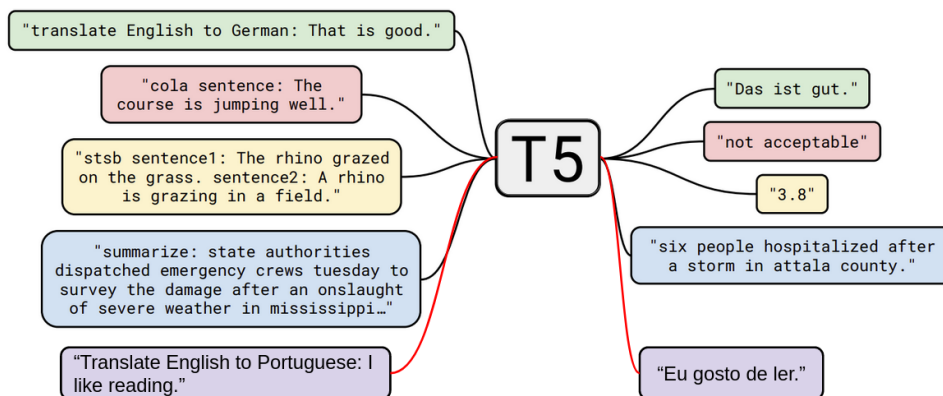 "translate English to German: That is good."
"cola sentence: The
course is jumping well."
"stsb sentence1: The rhino grazed
on the grass. sentence2: A rhino
is grazing in a field."
"summarize: state authorities
dispatched emergency crews tuesday to
survey the damage after an onslaught
of severe weather in mississippi…"
“Translate English to Portuguese: I
like reading.”
T5
"Das ist gut."
"not acceptable"
"3.8"
"six people hospitalized after
a storm in attala county."
“Eu gosto de ler.”